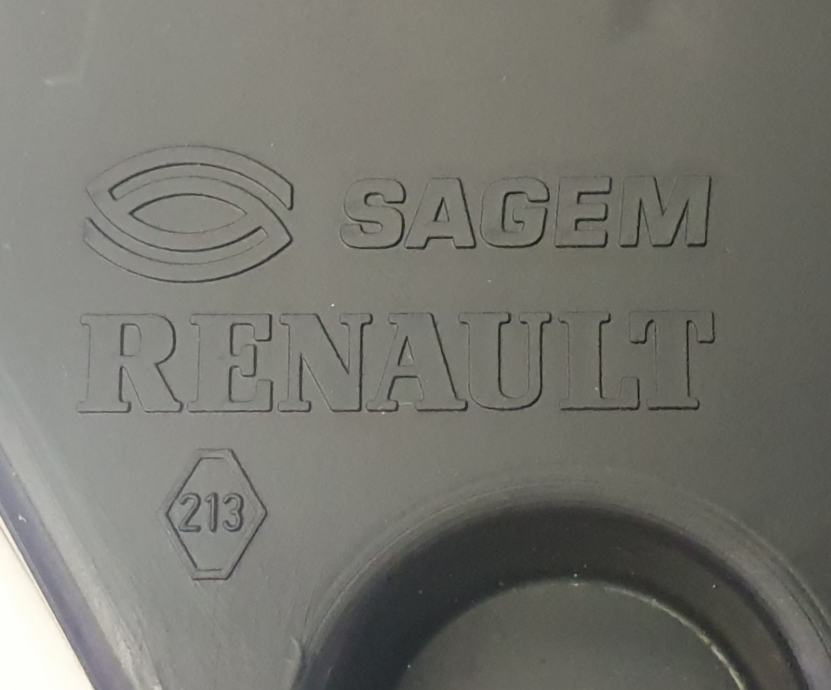 SAGEM
RENAULT
213